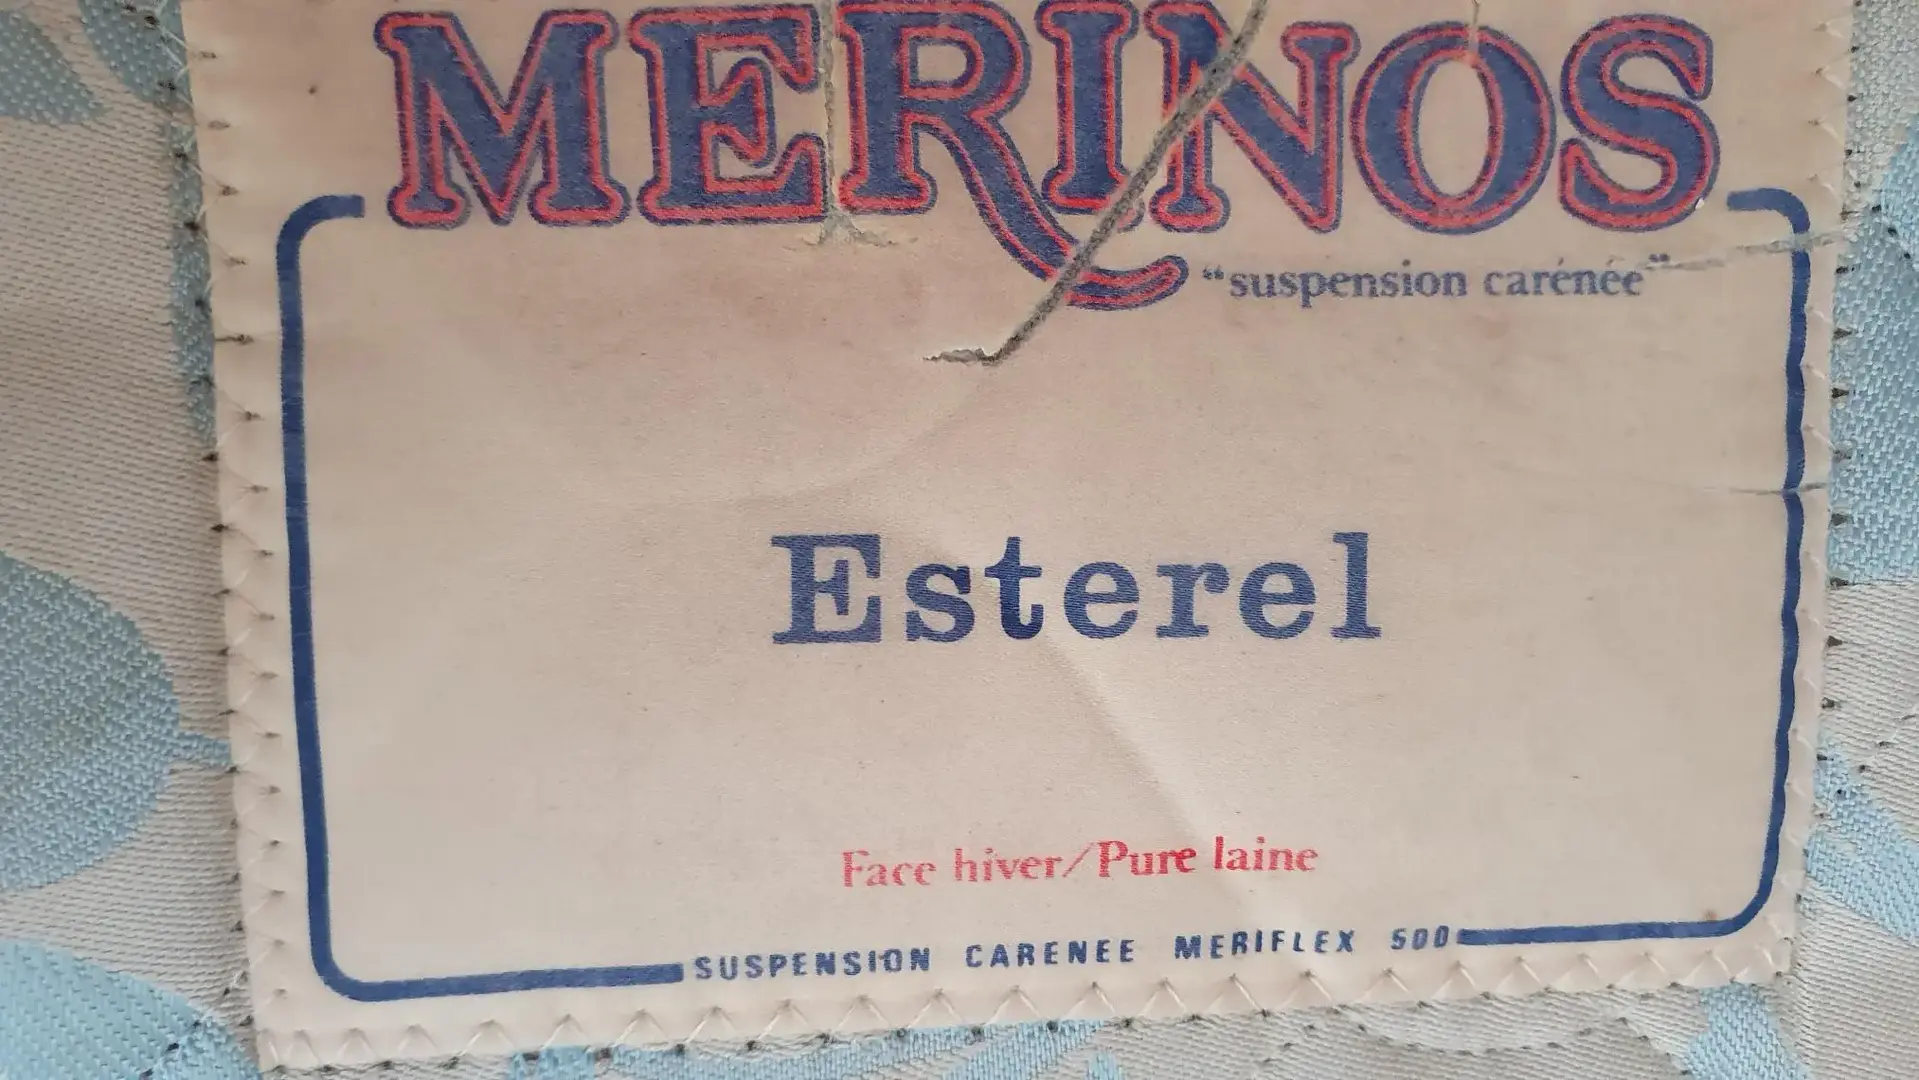 MERINOS
“suspension carénée”
Esterel
Face hiver/Pure laine
SUSPENSION CARENEE MERIFLEX 500